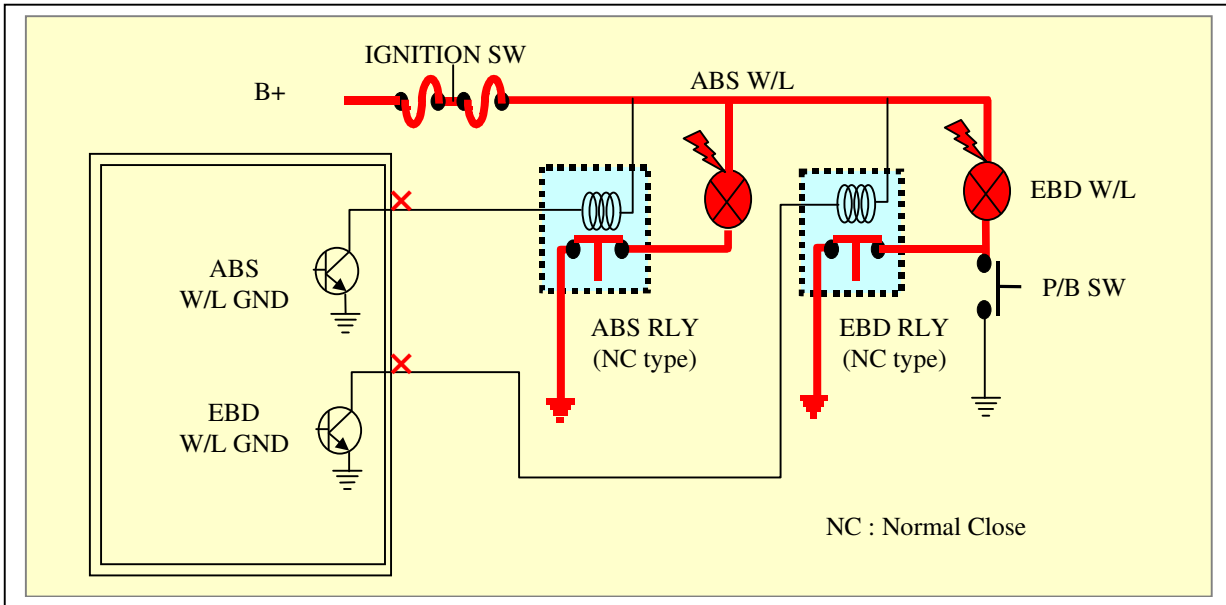 IGNITION SW
B+
ABS W/L
EBD W/L
ABS
W/L GND
P/B SW
ABS RLY
(NC type)
EBD RLY
(NC type)
EBD
W/L GND
NC : Normal Close